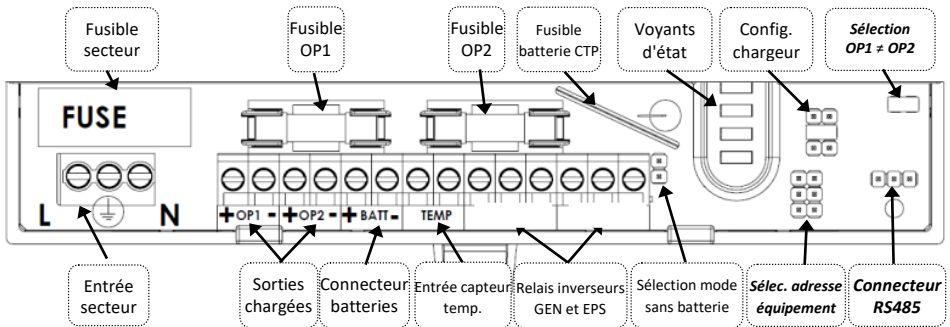 Fusible
secteur
Fusible
OP1
Fusible
OP2
Fusible
batterie CTP
Voyants
d'état
Config.
chargeur
Sélection
OP1 ≠ OP2
FUSE
L
N
+ OP1 -
+ OP2 -
+ BATT -
TEMP
Entrée
secteur
Sorties
chargées
Connecteur
batteries
Entrée capteur
temp.
Relais inverseurs
GEN et EPS
Sélection mode
sans batterie
Sélec. adresse
équipement
Connecteur
RS485